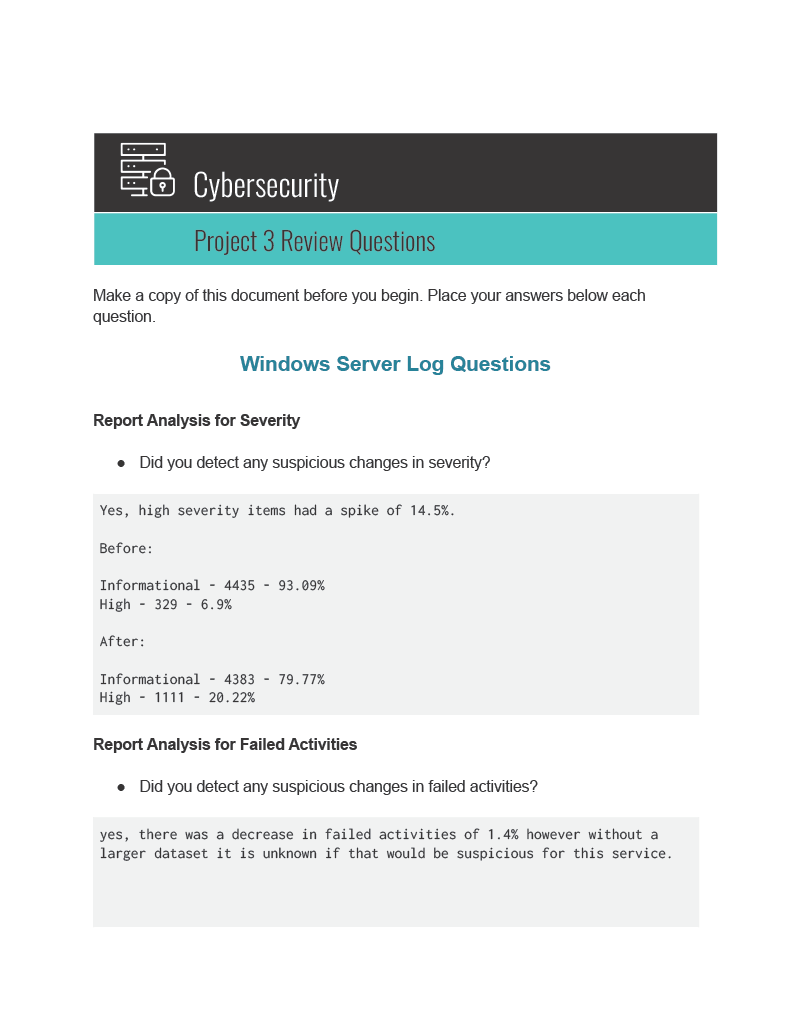 Cybersecurity
Project 3 Review Questions
Make a copy of this document before you begin. Place your answers below each
question.
Windows Server Log Questions
Report Analysis for Severity
● Did you detect any suspicious changes in severity?
Yes, high severity items had a spike of 14.5%.
Before:
Informational - 4435 - 93.09%
High - 329 - 6.9%
After:
Informational - 4383 - 79.77%
High - 1111 - 20.22%
Report Analysis for Failed Activities
● Did you detect any suspicious changes in failed activities?
yes, there was a decrease in failed activities of 1.4% however without a
larger dataset it is unknown if that would be suspicious for this service.